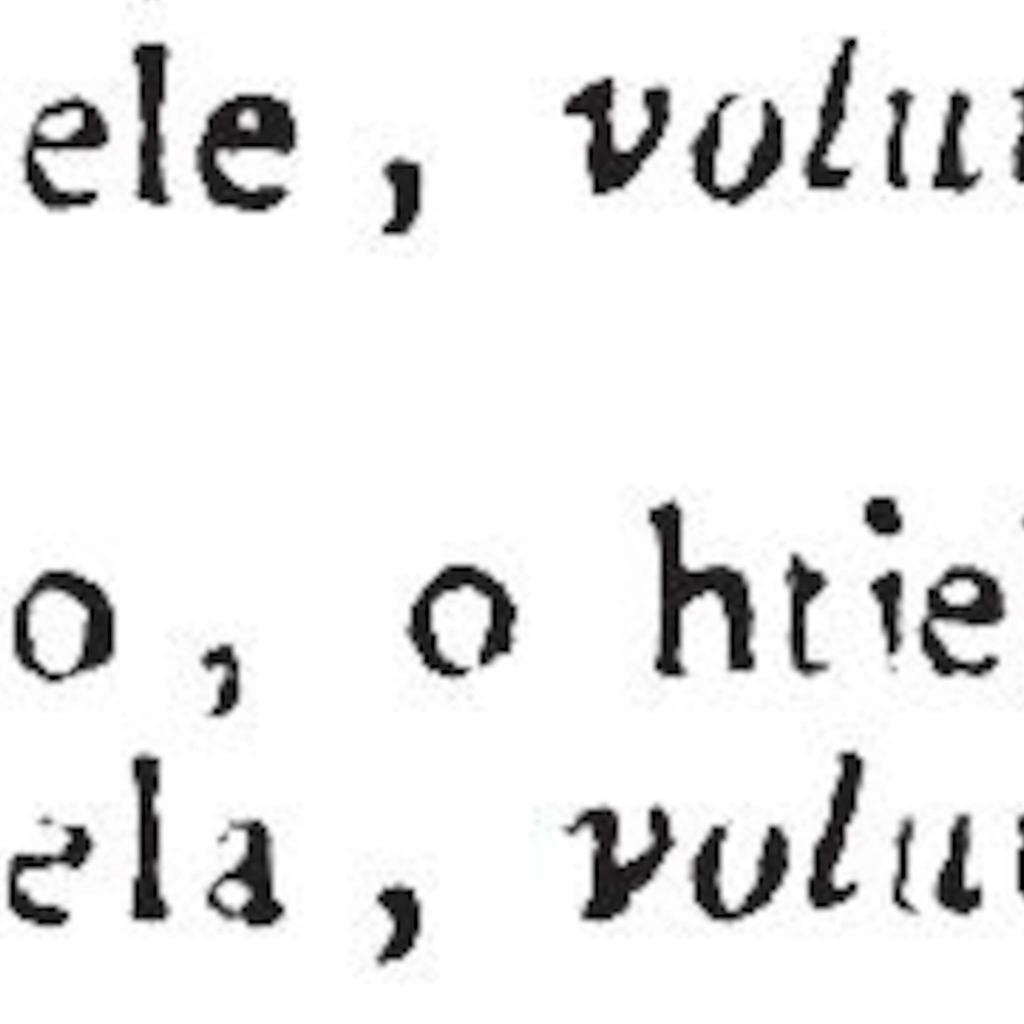 ele, volu
o, o htie
ela, volu